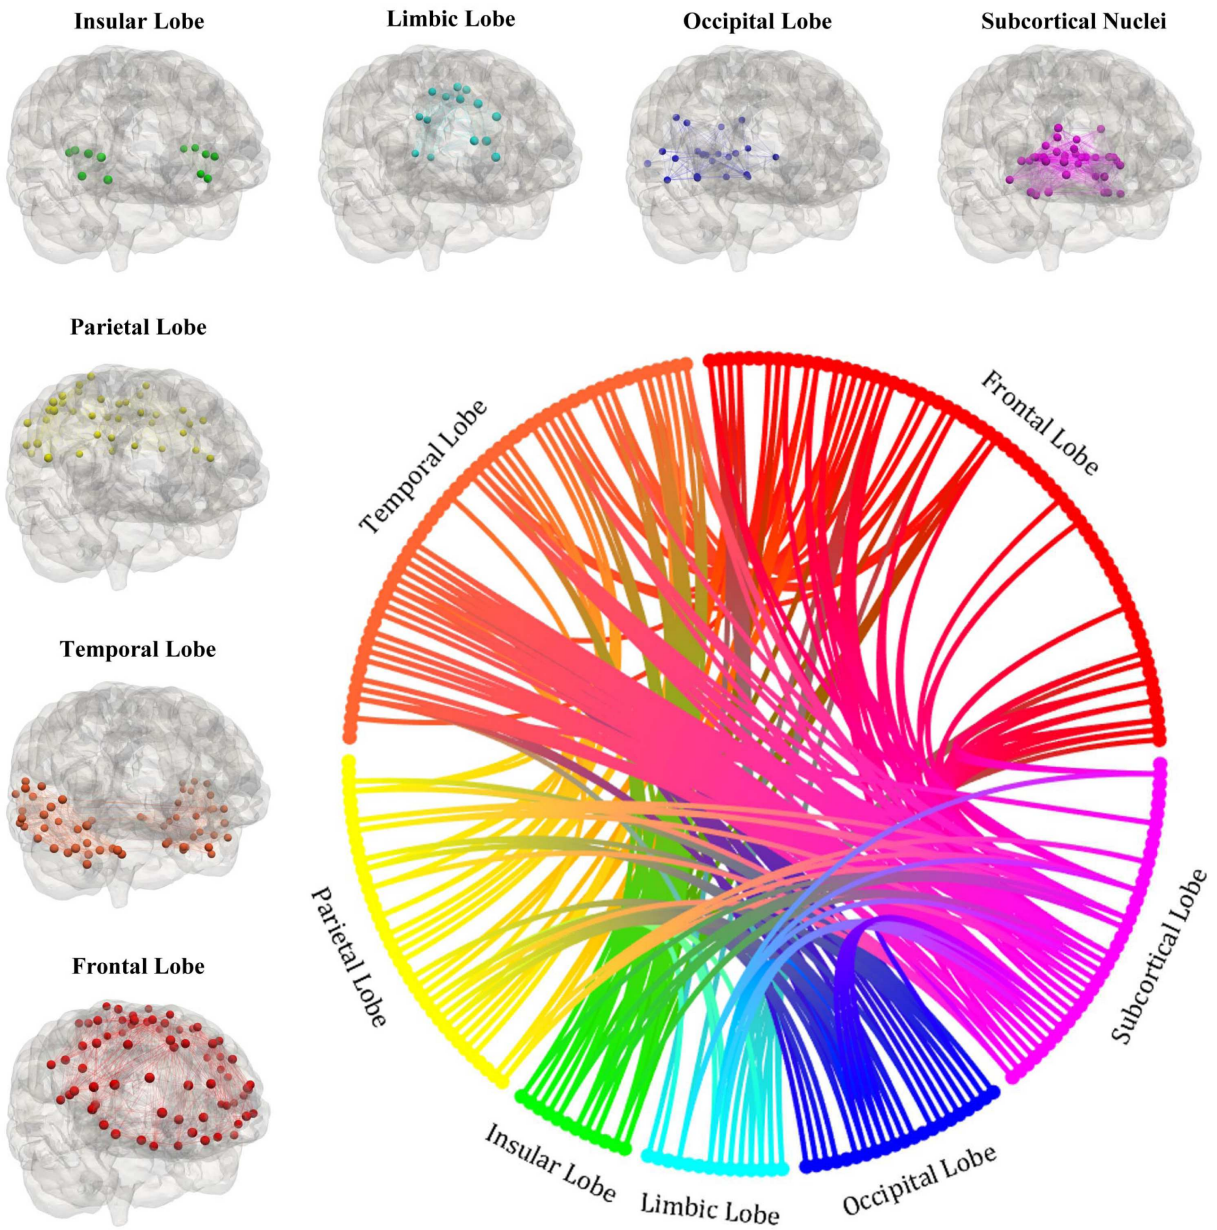 Insular Lobe
Limbic Lobe
Occipital Lobe
Subcortical Nuclei
Parietal Lobe
Temporal Lobe
Frontal Lobe
Temporal Lobe
Frontal Lobe
Parietal Lobe
Subcortical Lobe
Insular Lobe
Limbic Lobe
Occipital Lobe